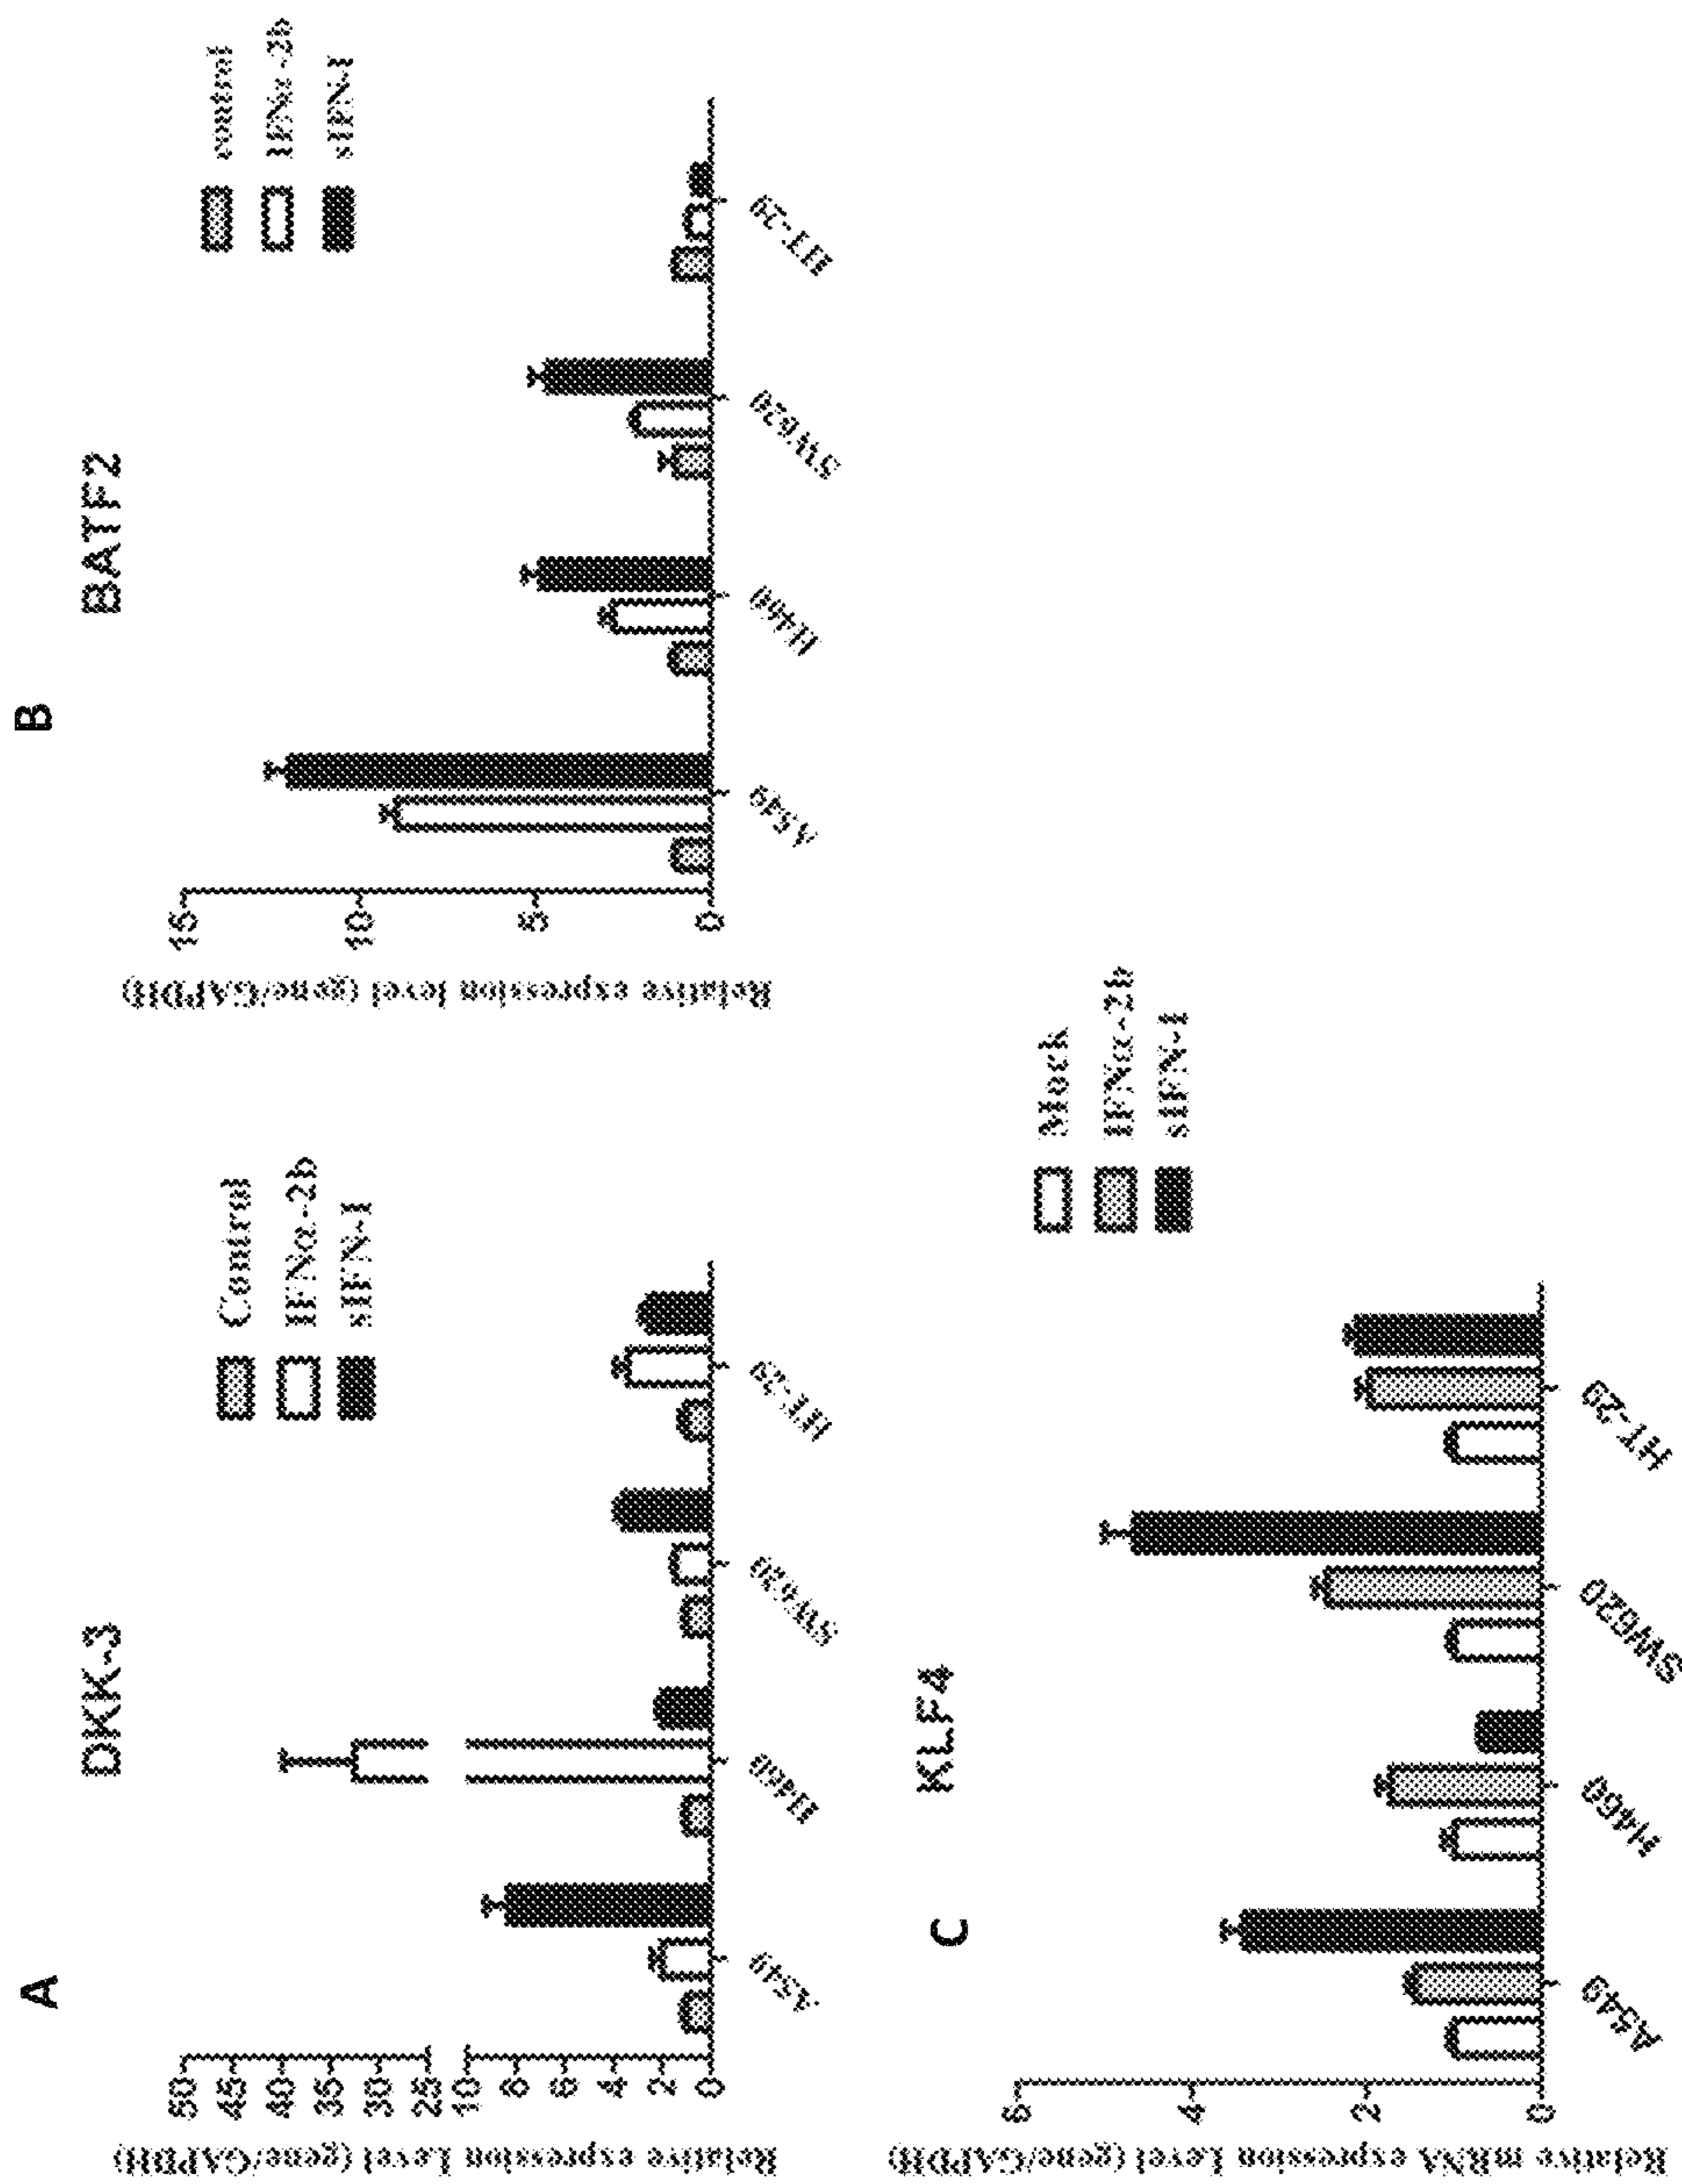 A
DKK-3
Relative expression Level (gene/GAPDH)
50
45
40
35
30
25
10
8
6
4
2
0
A549
H460
SW620
HT-29
Control
IFNα-2b
sIFN-I
B
BATF2
Relative expression level (gene/GAPDH)
15
10
5
0
A549
H460
SW620
HT-29
control
IFNα-2b
sIFN-I
C
KLF4
Relative mRNA expression Level (gene/GAPDH)
6
4
2
0
A549
H460
SW620
HT-29
Mock
IFNα-2b
sIFN-I